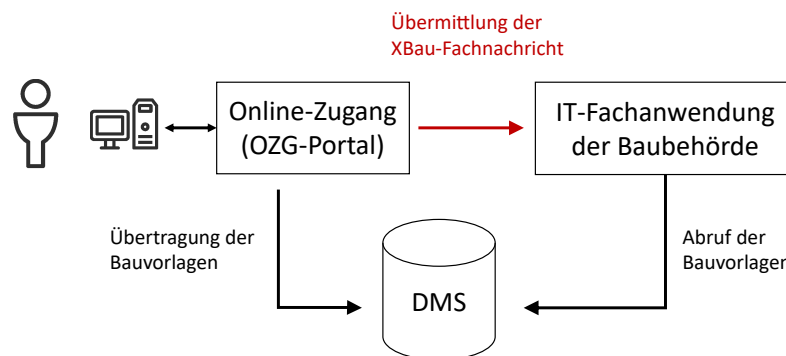 Übermittlung der
XBau-Fachnachricht
Online-Zugang
(OZG-Portal)
IT-Fachanwendung
der Baubehörde
Übertragung der
Bauvorlagen
DMS
Abruf der
Bauvorlagen